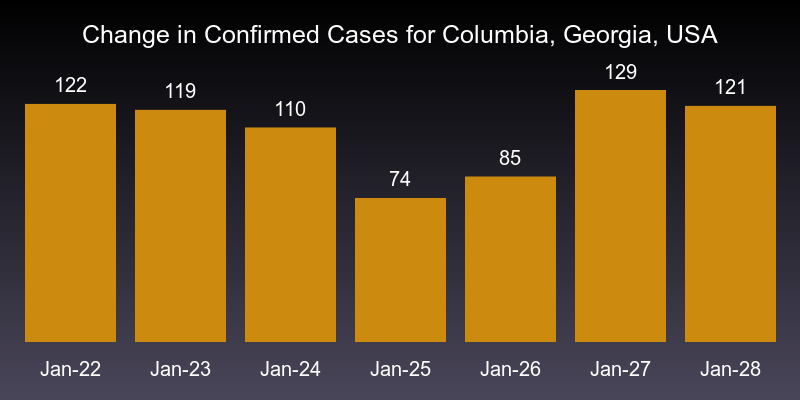 Change in Confirmed Cases for Columbia, Georgia, USA
122
119
110
74
85
129
121
Jan-22
Jan-23
Jan-24
Jan-25
Jan-26
Jan-27
Jan-28